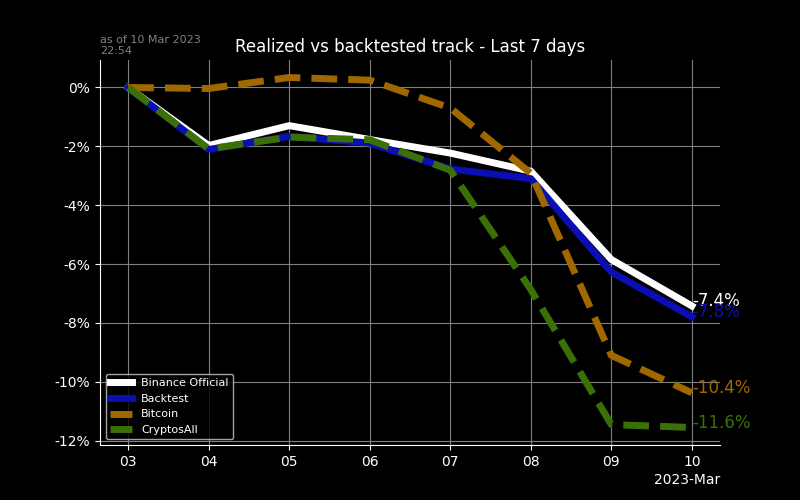 as of 10 Mar 2023
22:54
Realized vs backtested track - Last 7 days
0%
-2%
-4%
-6%
-8%
-10%
-12%
-7.4%
-7.8%
-10.4%
-11.6%
Binance Official
Backtest
Bitcoin
CryptosAll
03 04 05 06 07 08 09 10
2023-Mar